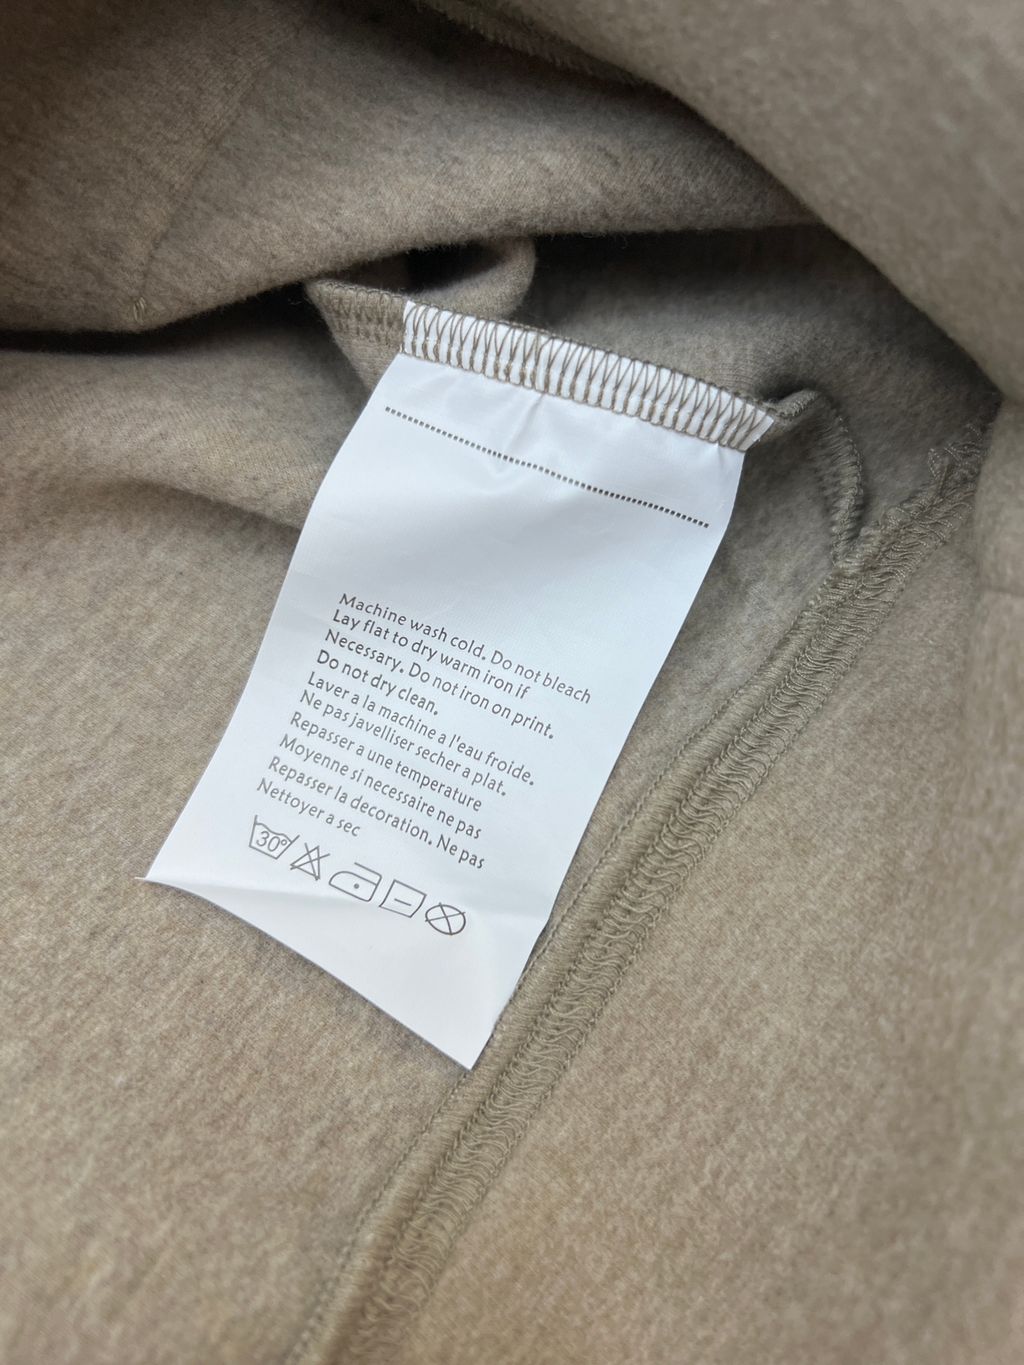 Machine wash cold. Do not bleach
Lay flat to dry warm iron if
Necessary. Do not iron on print.
Do not dry clean.
Laver a la machine a l'eau froide.
Ne pas javelliser secher a plat.
Repasser a une temperature
Moyenne si necessaire ne pas
Repasser la decoration. Ne pas
Nettoyer a sec
30°